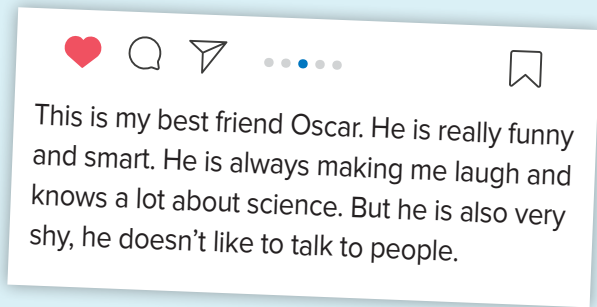 This is my best friend Oscar. He is really funny
and smart. He is always making me laugh and
knows a lot about science. But he is also very
shy, he doesn’t like to talk to people.